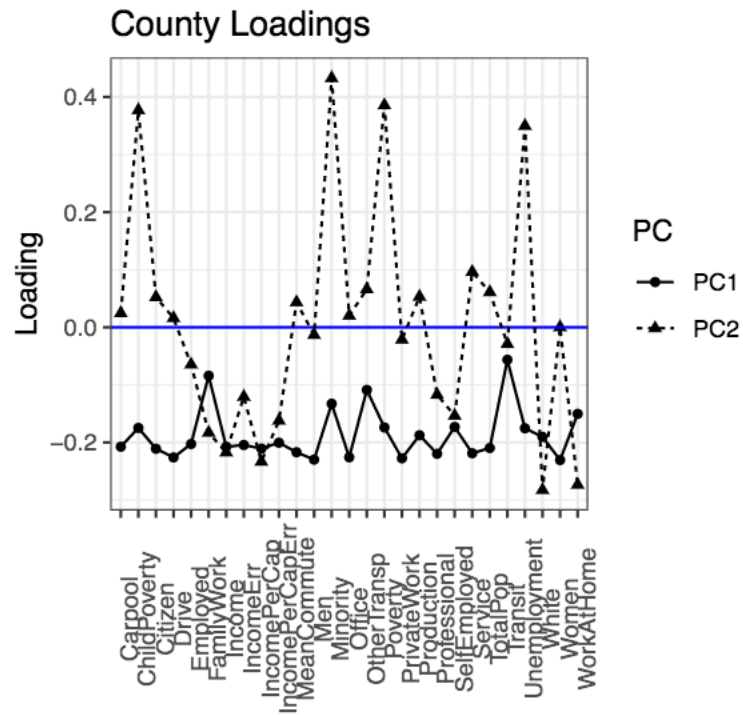 County Loadings
0.4
0.2
0.0
−0.2
Loading
PC
PC1
PC2
Carpool
ChildPoverty
Citizen
Drive
Employed
FamilyWork
Income
IncomeErr
IncomePerCap
IncomePerCapErr
MeanCommute
Men
Minority
Office
OtherTransp
Poverty
PrivateWork
Production
Professional
SelfEmployed
Service
TotalPop
Transit
Unemployment
White
Women
WorkAtHome